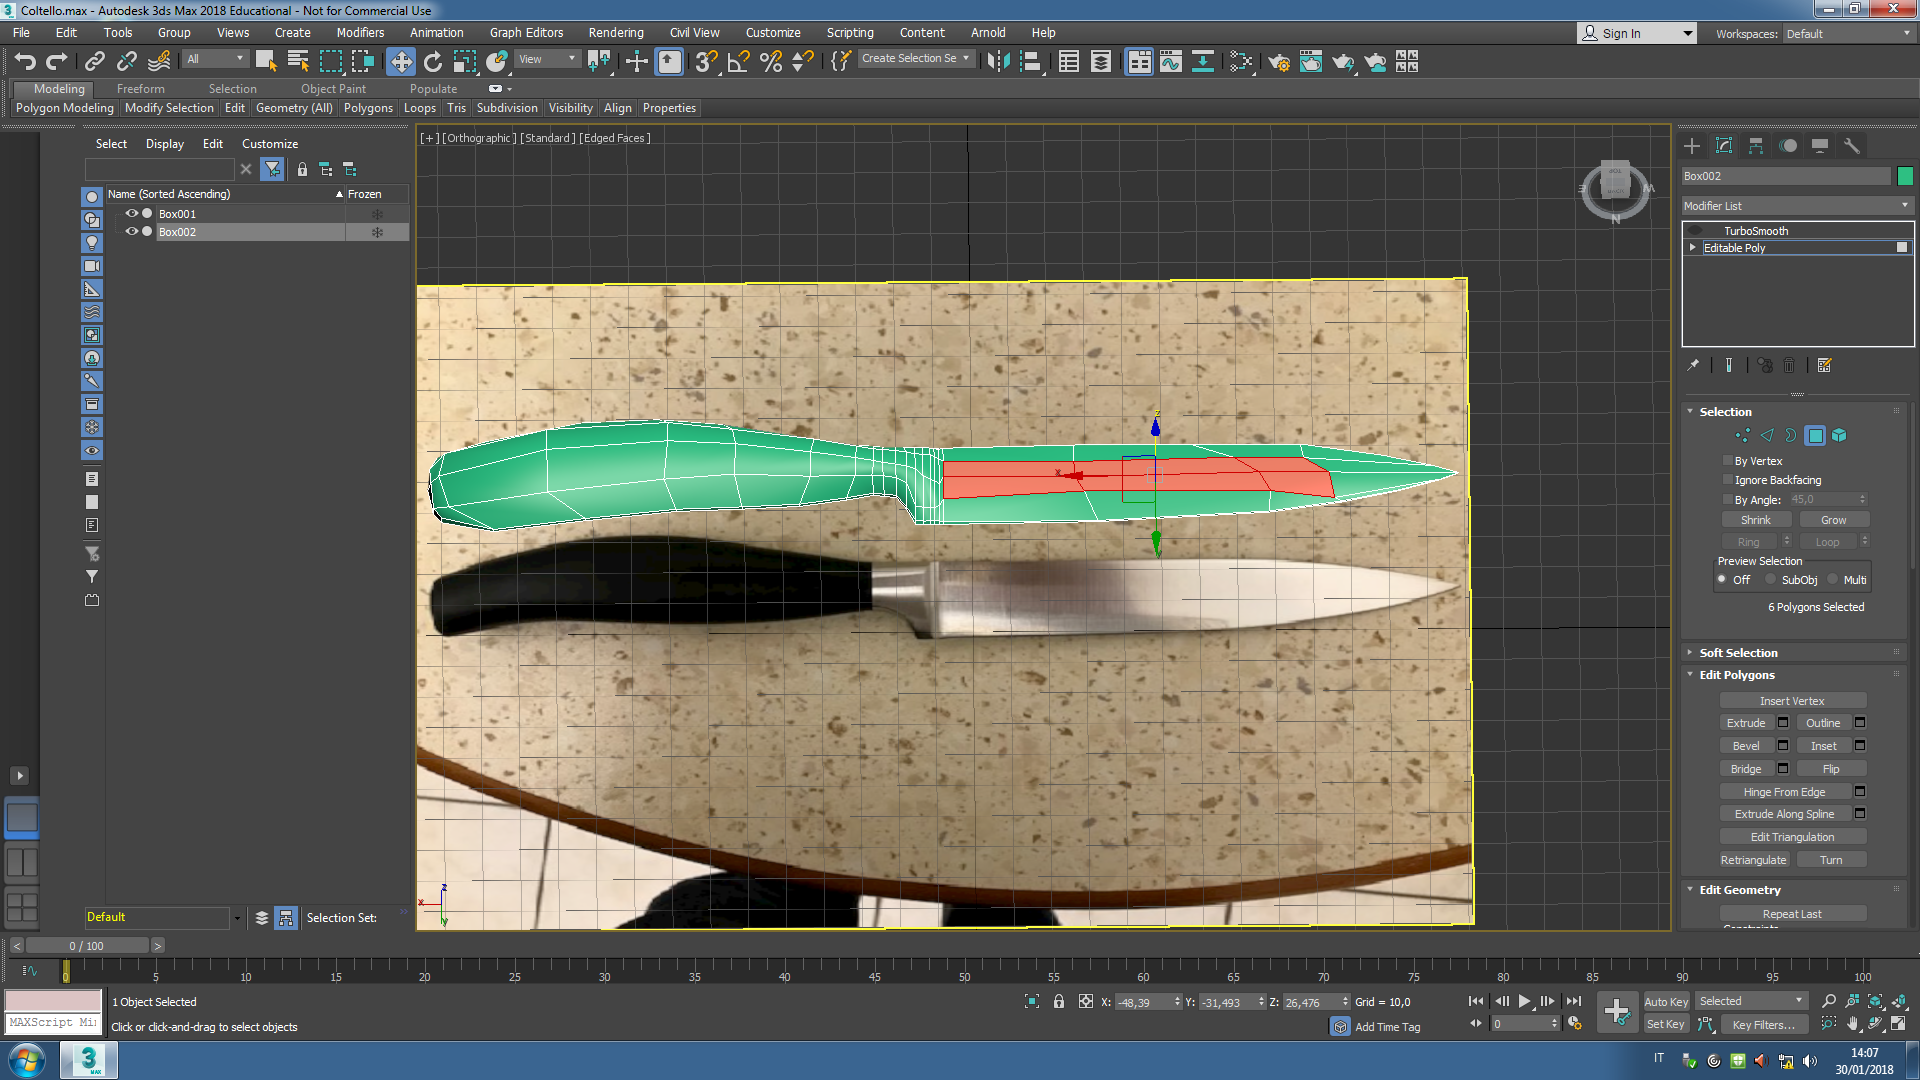 Coltello.max - Autodesk 3ds Max 2018 Educational - Not for Commercial Use
File Edit Tools Group Views Create Modifiers Animation Graph Editors Rendering Civil View Customize Scripting Content Arnold Help
Sign In
Workspaces: Default
All
View
Create Selection Se
Modeling Freeform Selection Object Paint Populate
Polygon Modeling Modify Selection Edit Geometry (All) Polygons Loops Tris Subdivision Visibility Align Properties
Select Display Edit Customize
Name (Sorted Ascending) Frozen
Box001
Box002
[+] [Orthographic] [Standard] [Edged Faces]
N
z
x
Box002
Modifier List
TurboSmooth
Editable Poly
Selection
By Vertex
Ignore Backfacing
By Angle: 45,0
Shrink Grow
Ring Loop
Preview Selection
Off SubObj Multi
6 Polygons Selected
Soft Selection
Edit Polygons
Insert Vertex
Extrude Outline
Bevel Inset
Bridge Flip
Hinge From Edge
Extrude Along Spline
Edit Triangulation
Retriangulate Turn
Edit Geometry
Repeat Last
Default
Selection Set:
z
x
y
< 0 / 100 >
0 5 10 15 20 25 30 35 40 45 50 55 60 65 70 75 80 85 90 95 100
1 Object Selected
MAXScript Mi
Click or click-and-drag to select objects
X: -48,39 Y: -31,493 Z: 26,476 Grid = 10,0
Add Time Tag
0
Auto Key Selected
Set Key Key Filters...
IT
14:07
30/01/2018